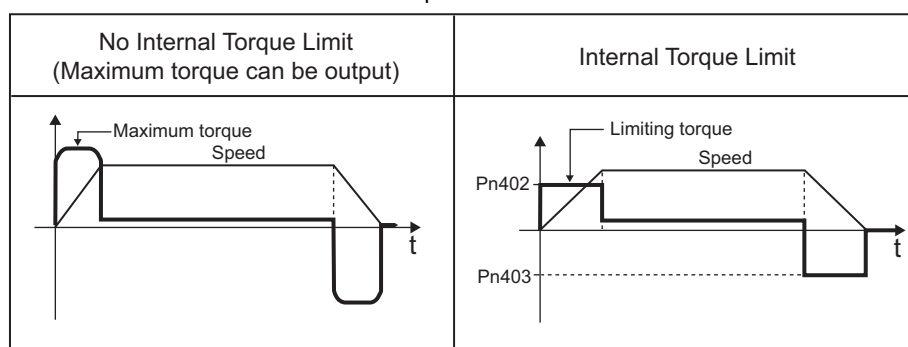 No Internal Torque Limit
(Maximum torque can be output)
Internal Torque Limit
Maximum torque
Speed
t
Limiting torque
Speed
Pn402
t
Pn403